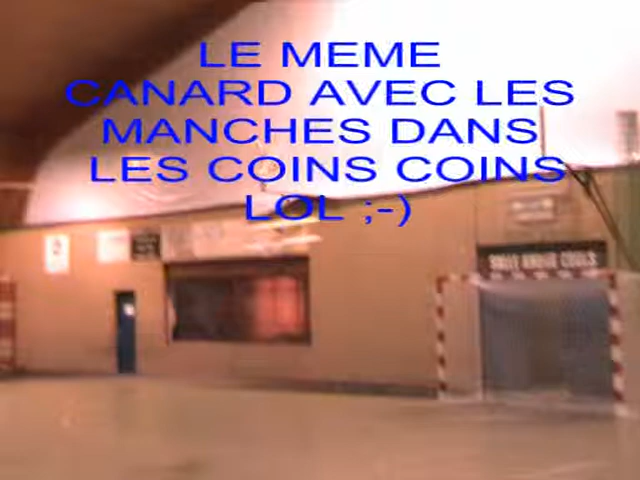 LE MEME
CANARD AVEC LES
MANCHES DANS
LES COINS COINS
LOL ;-)